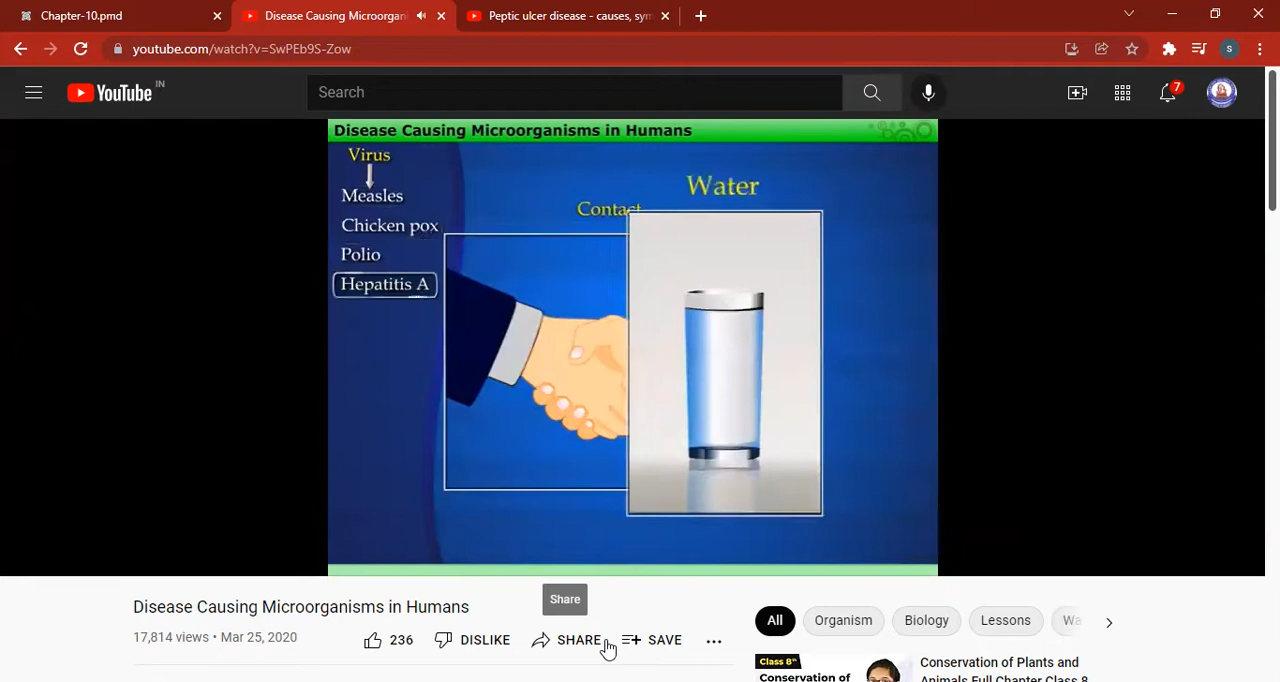 Chapter-10.pmd
Disease Causing Microorgani
Peptic ulcer disease - causes, sym
youtube.com/watch?v=SwPEb9S-Zow
S
YouTube IN
Search
7
Disease Causing Microorganisms in Humans
Virus
Measles
Chicken pox
Polio
Hepatitis A
Contact
Water
Share
Disease Causing Microorganisms in Humans
17,814 views • Mar 25, 2020
236
DISLIKE
SHARE
SAVE
All
Organism
Biology
Lessons
Wa
Class 8th
Conservation of
Conservation of Plants and
Animals Full Chapter Class 8